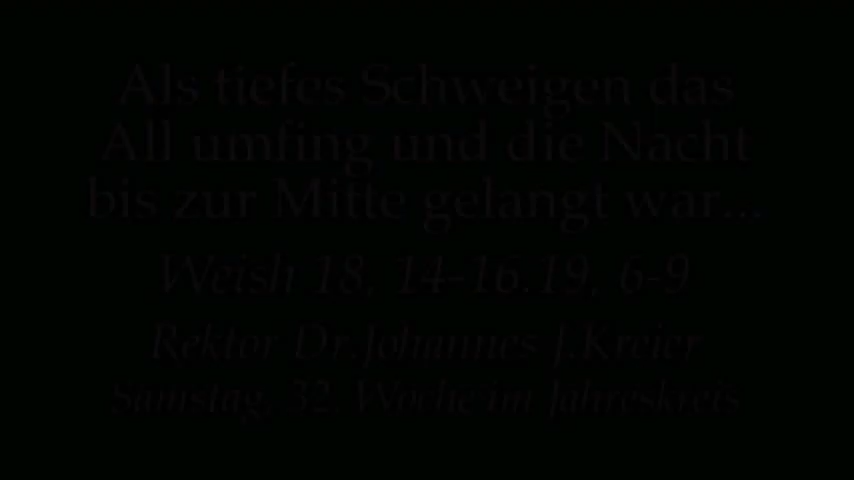 Als tiefes Schweigen das
All umfing und die Nacht
bis zur Mitte gelangt war...
Weish 18, 14-16.19, 6-9
Rektor Dr.Johannes J.Kreier
Samstag, 32. Woche im Jahreskreis